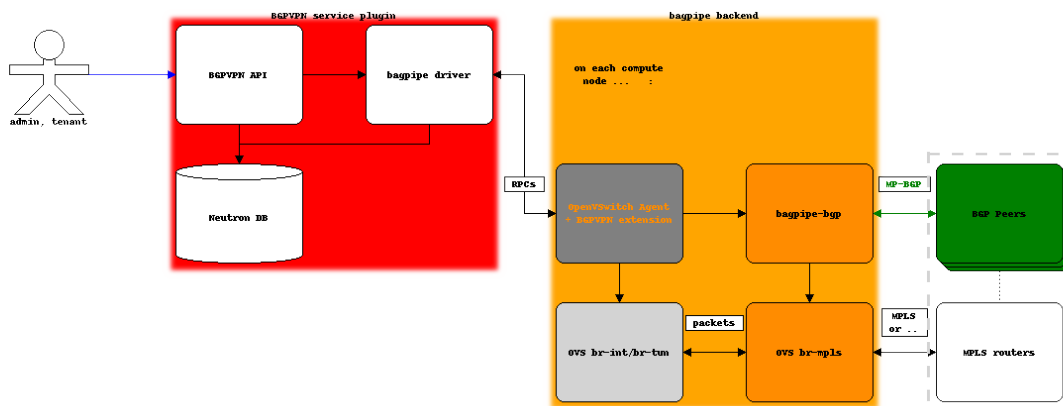 BGPVPN service plugin
bagpipe backend
BGPVPN API
bagpipe driver
on each compute
node ... :
admin, tenant
RPCs
MP-BGP
Neutron DB
OpenVSwitch Agent
+ BGPVPN extension
bagpipe-bgp
BGP Peers
packets
MPLS
or ..
OVS br-int/br-tun
OVS br-mpls
MPLS routers